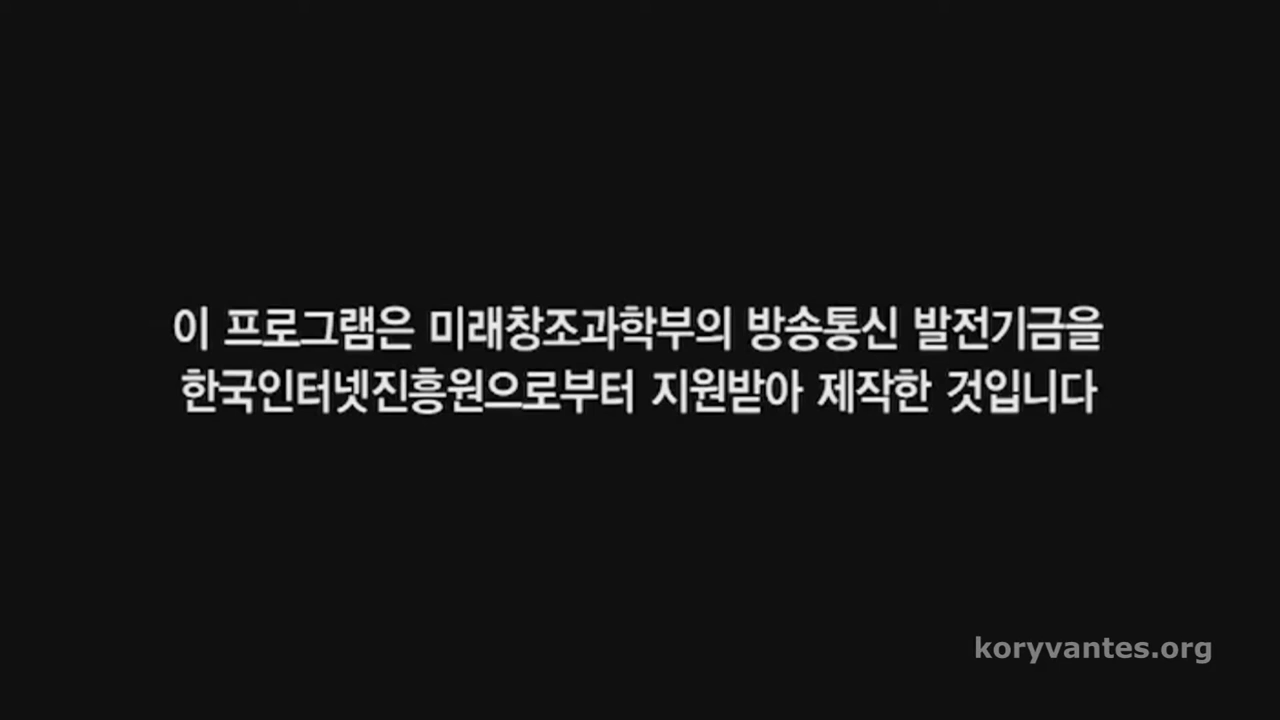 이 프로그램은 미래창조과학부의 방송통신 발전기금을
한국인터넷진흥원으로부터 지원받아 제작한 것입니다
koryvantes.org